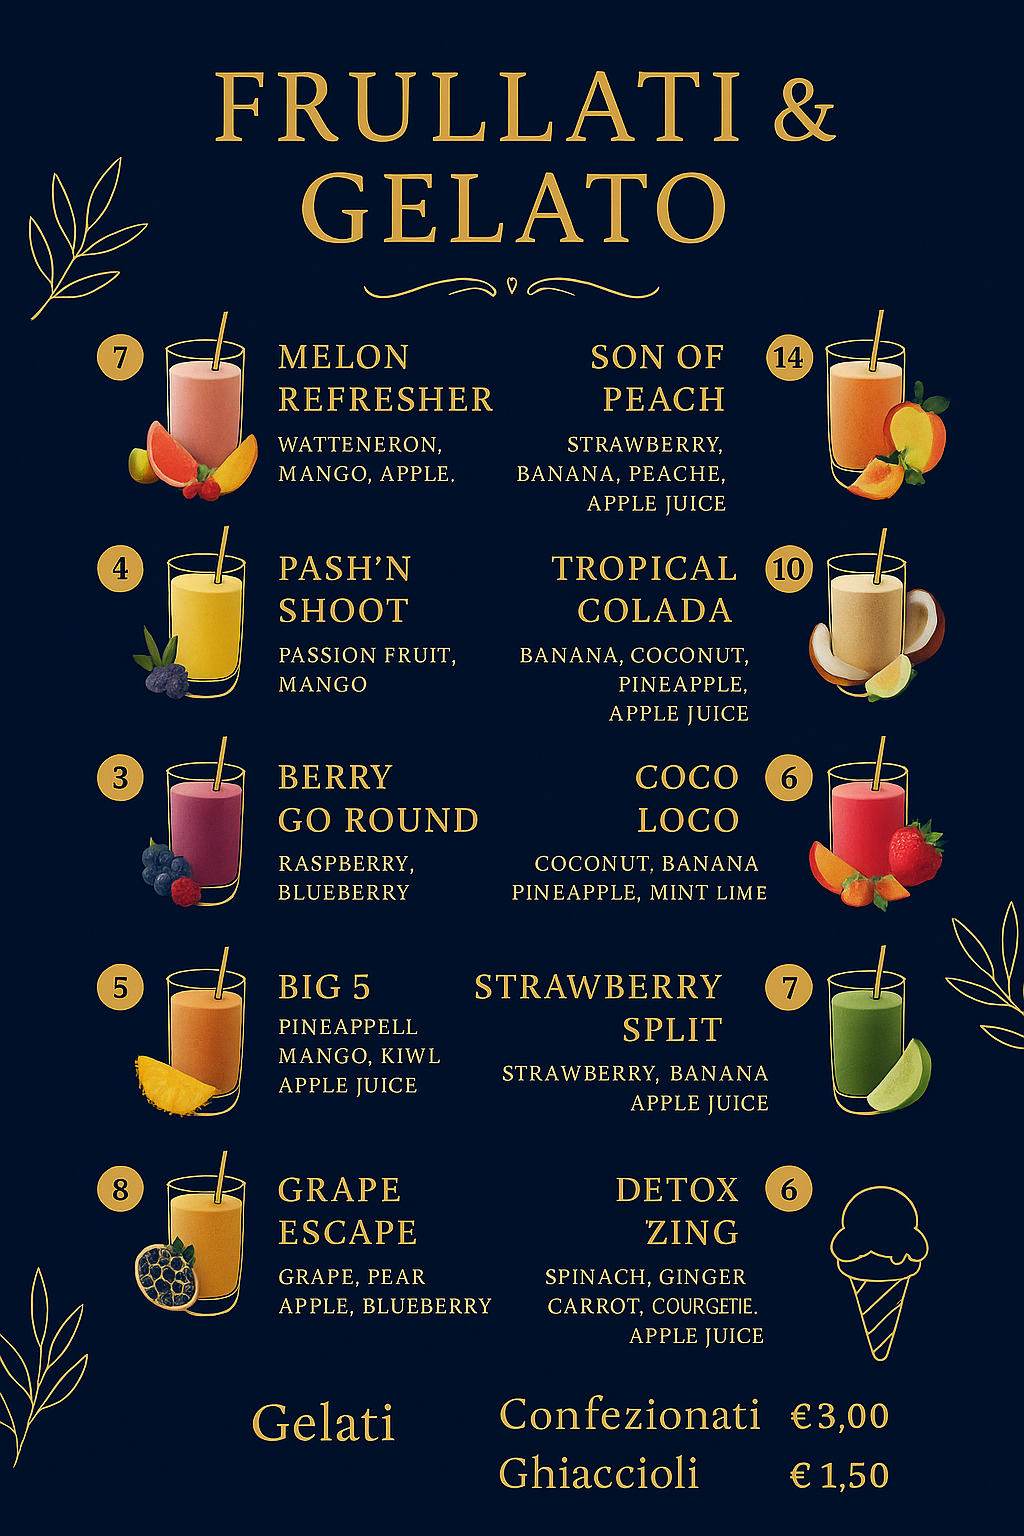 FRULLATI &
GELATO
7
MELON
REFRESHER
WATTENERON,
MANGO, APPLE.
SON OF
PEACH
14
STRAWBERRY,
BANANA, PEACHE,
APPLE JUICE
4
PASH'N
SHOOT
PASSION FRUIT,
MANGO
TROPICAL
COLADA
10
BANANA, COCONUT,
PINEAPPLE,
APPLE JUICE
3
BERRY
GO ROUND
RASPBERRY,
BLUEBERRY
COCO
LOCO
6
COCONUT, BANANA
PINEAPPLE, MINT LIME
5
BIG 5
PINEAPPELL
MANGO, KIWL
APPLE JUICE
STRAWBERRY
SPLIT
7
STRAWBERRY, BANANA
APPLE JUICE
8
GRAPE
ESCAPE
GRAPE, PEAR
APPLE, BLUEBERRY
DETOX
ZING
6
SPINACH, GINGER
CARROT, COURGETIE.
APPLE JUICE
Gelati
Confezionati €3,00
Ghiaccioli €1,50